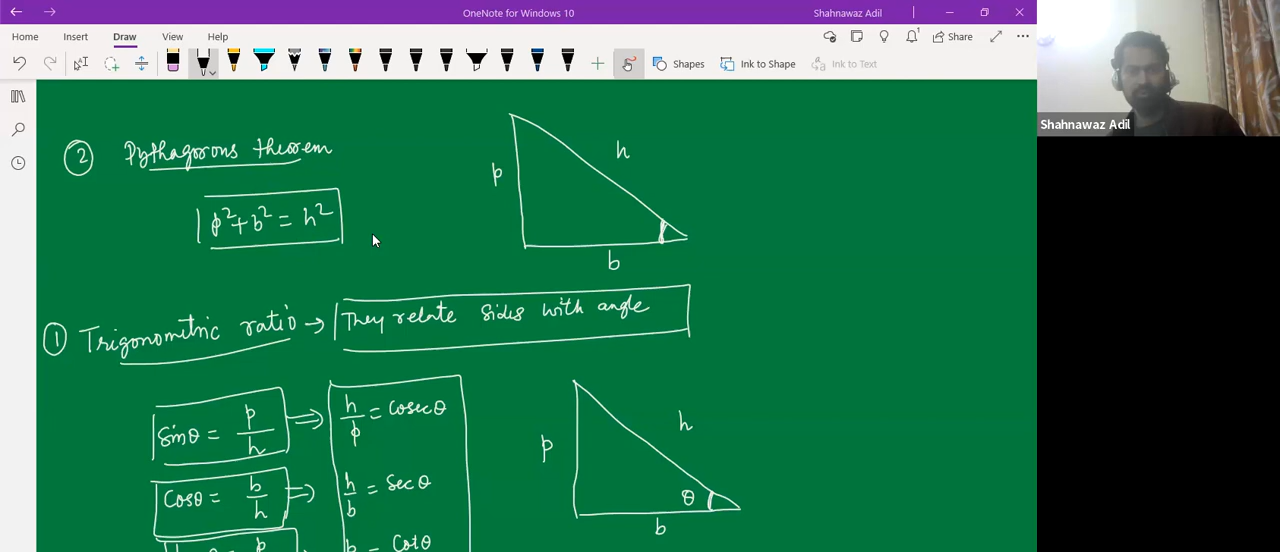 OneNote for Windows 10
Shahnawaz Adil
Home Insert Draw View Help
Share
Shapes Ink to Shape Ink to Text
Shahnawaz Adil
② Pythagorous theorem
p²+b² = h²
p
h
b
① Trigonometric ratio → They relate sides with angle
Sinθ = p/h ⇒ h/p = Cosecθ
Cosθ = b/h ⇒ h/b = Secθ
= Cotθ
p
h
θ
b